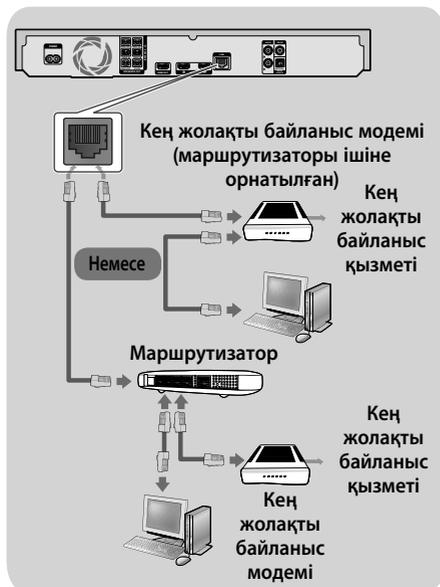 Кең жолақты байланыс модемі
(маршрутизаторы ішіне
орнатылған)
Кең
жолақты
байланыс
қызметі
Немесе
Маршрутизатор
Кең
жолақты
байланыс
қызметі
Кең
жолақты
байланыс
модемі